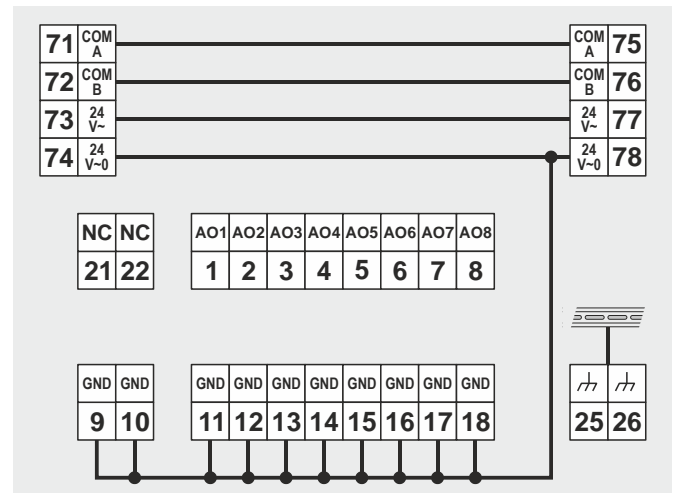 71 COM A COM A 75
72 COM B COM B 76
73 24 V~ 24 V~ 77
74 24 V~0 24 V~0 78
NC NC AO1 AO2 AO3 AO4 AO5 AO6 AO7 AO8
21 22 1 2 3 4 5 6 7 8
GND GND GND GND GND GND GND GND GND GND
9 10 11 12 13 14 15 16 17 18 25 26